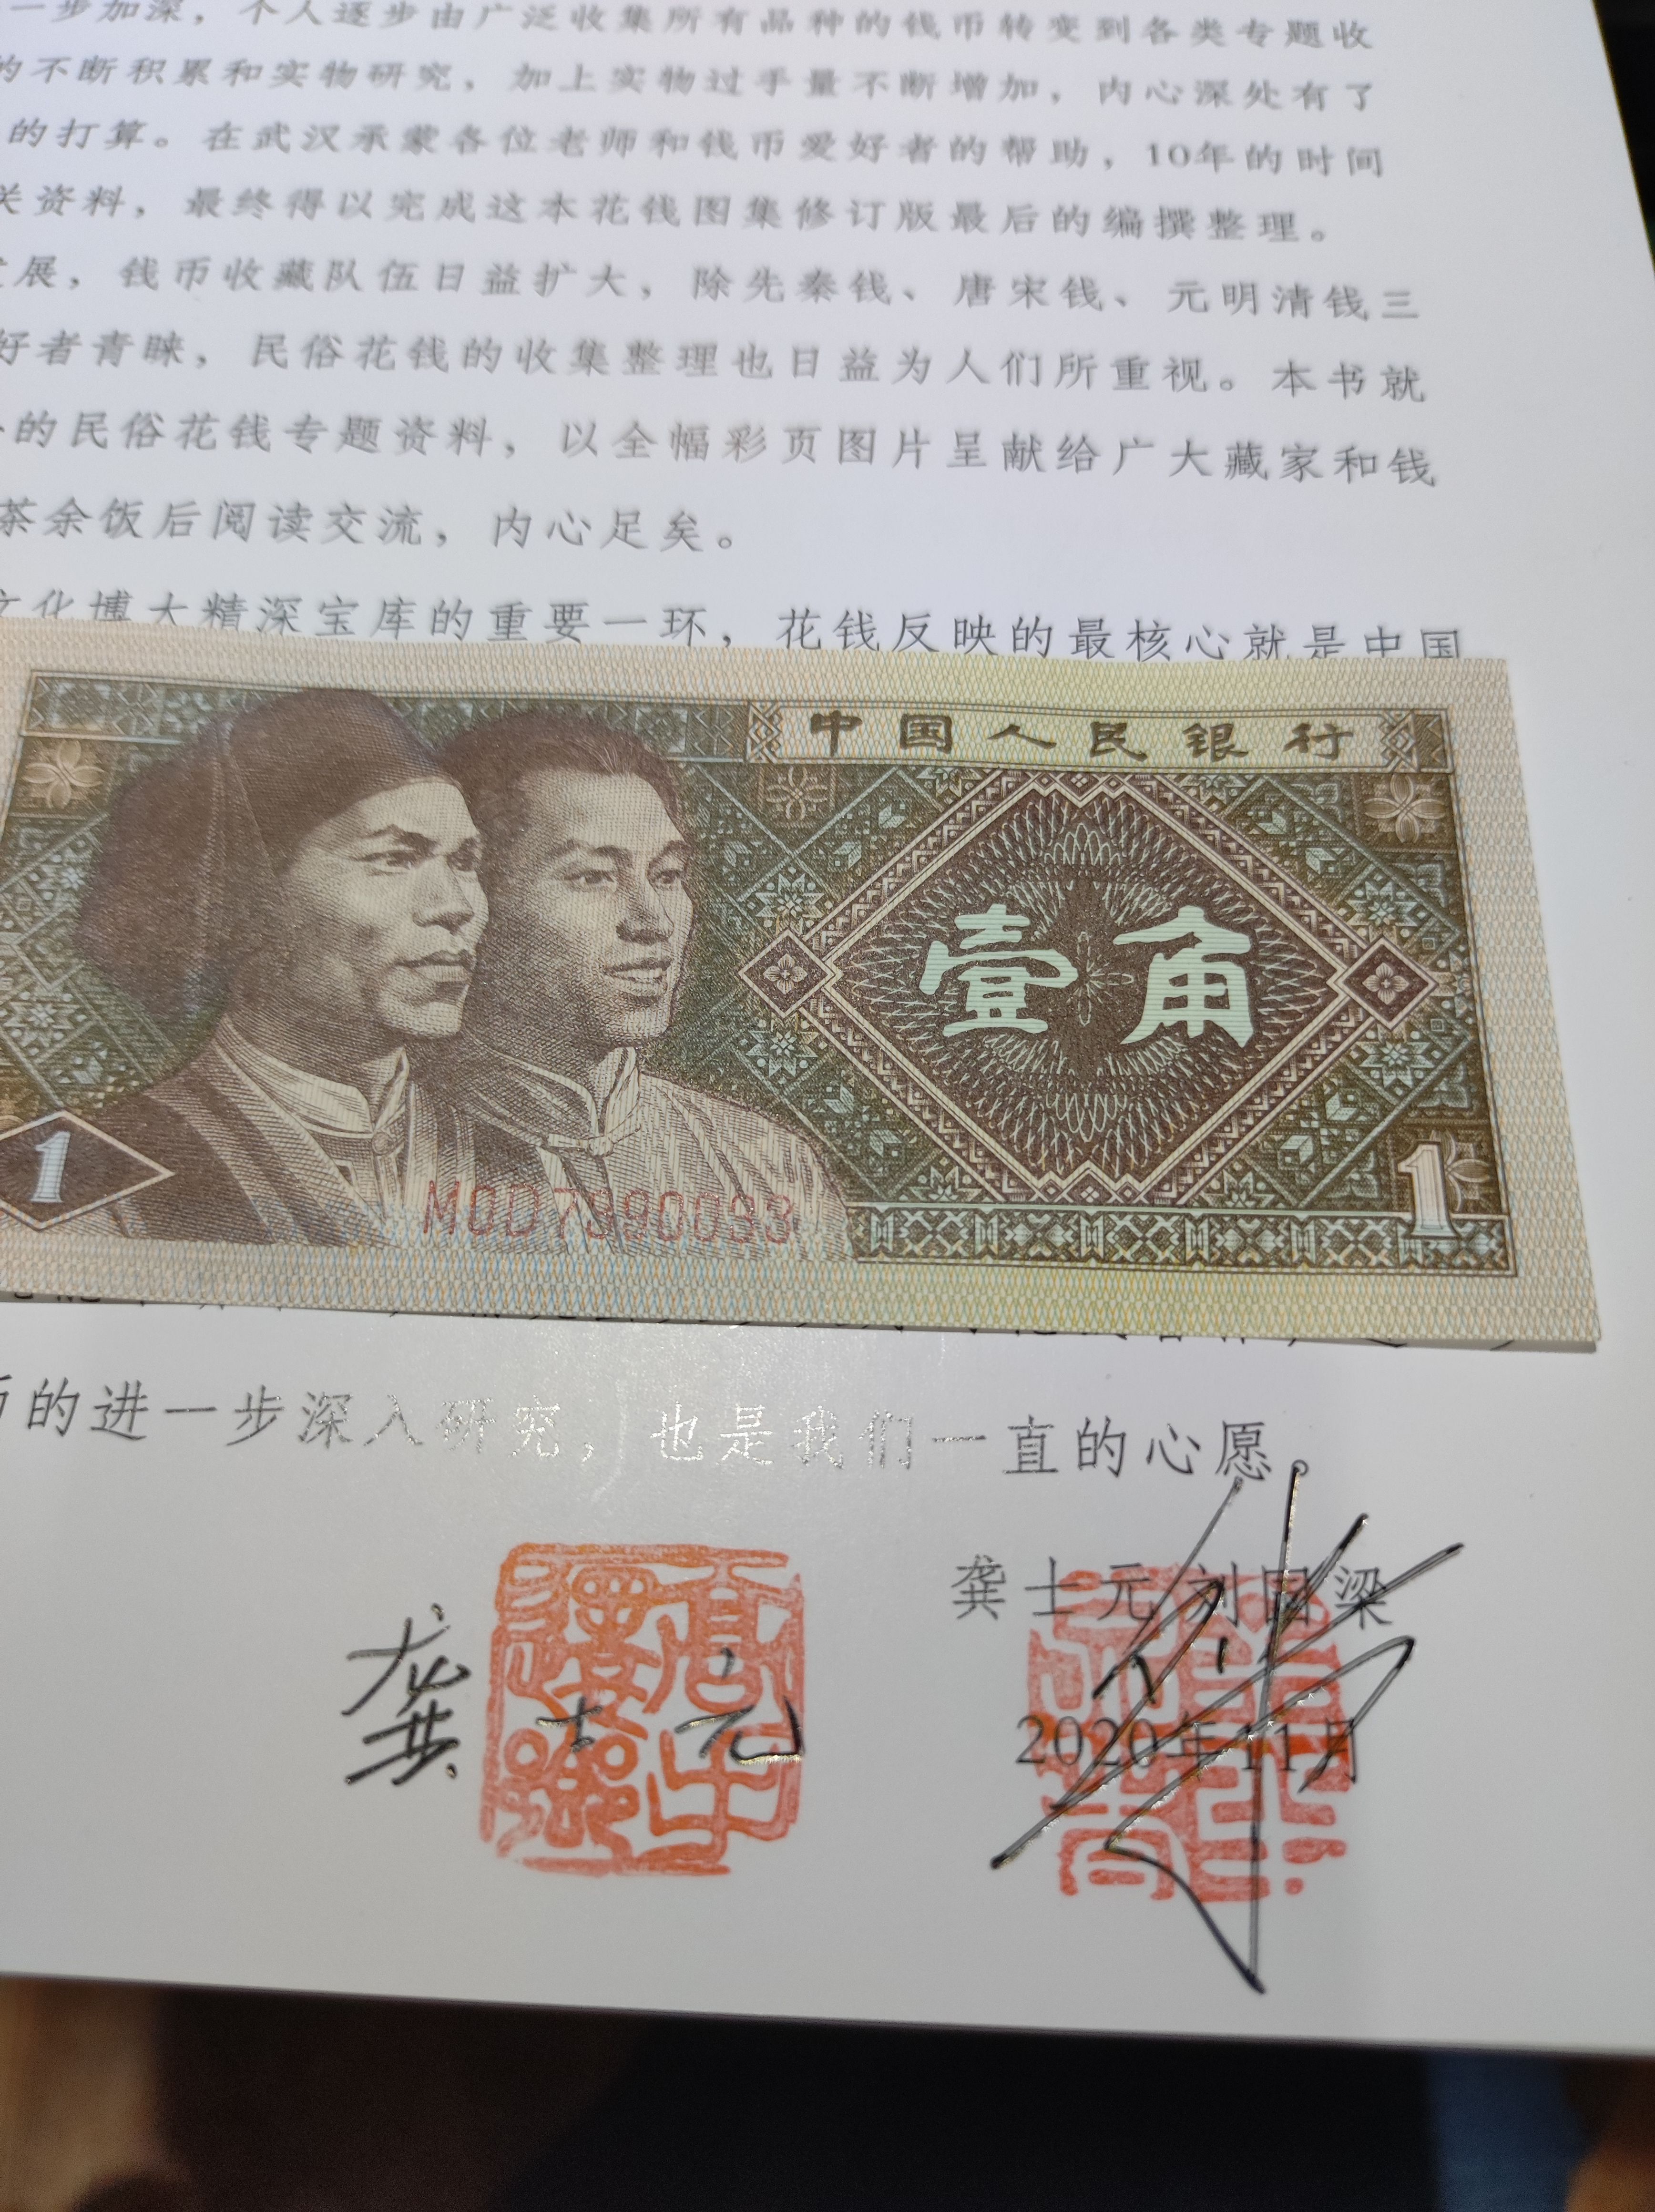 一步加深，个人逐步由广泛收集所有品种的钱币转变到各类专题收
的不断积累和实物研究，加上实物过手量不断增加，内心深处有了
的打算。在武汉承蒙各位老师和钱币爱好者的帮助，10年的时间
关资料，最终得以完成这本花钱图集修订版最后的编撰整理。
发展，钱币收藏队伍日益扩大，除先秦钱、唐宋钱、元明清钱三
好者青睐，民俗花钱的收集整理也日益为人们所重视。本书就
的民俗花钱专题资料，以全幅彩页图片呈献给广大藏家和钱
茶余饭后阅读交流，内心足矣。
文化博大精深宝库的重要一环，花钱反映的最核心就是中国
中国人民银行
壹角
1
1
币的进一步深入研究，也是我们一直的心愿。
龚士元 刘国梁
2020年11月
龚士元